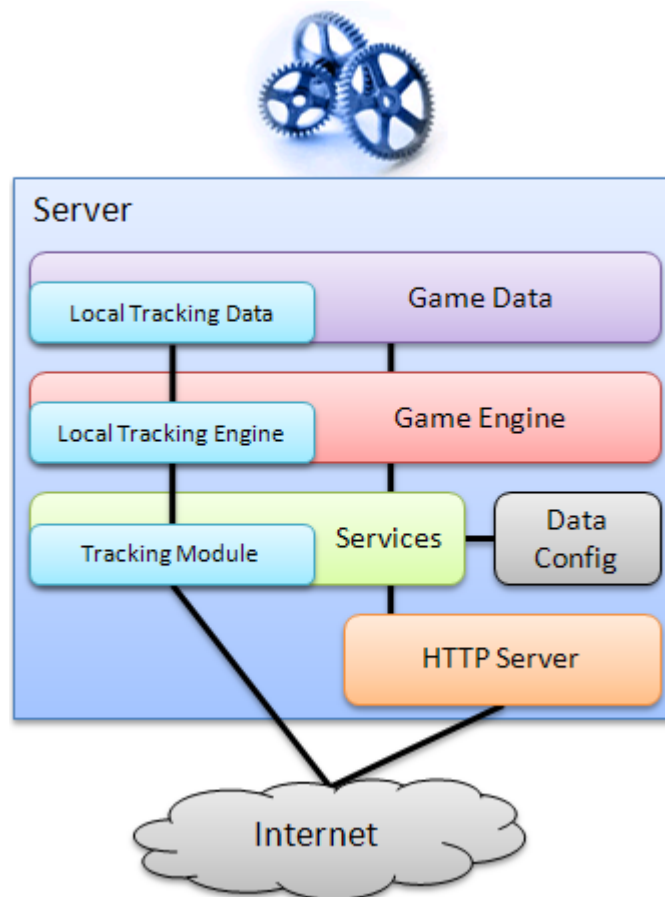 Server
Game Data
Local Tracking Data
Game Engine
Local Tracking Engine
Services
Tracking Module
Data
Config
HTTP Server
Internet